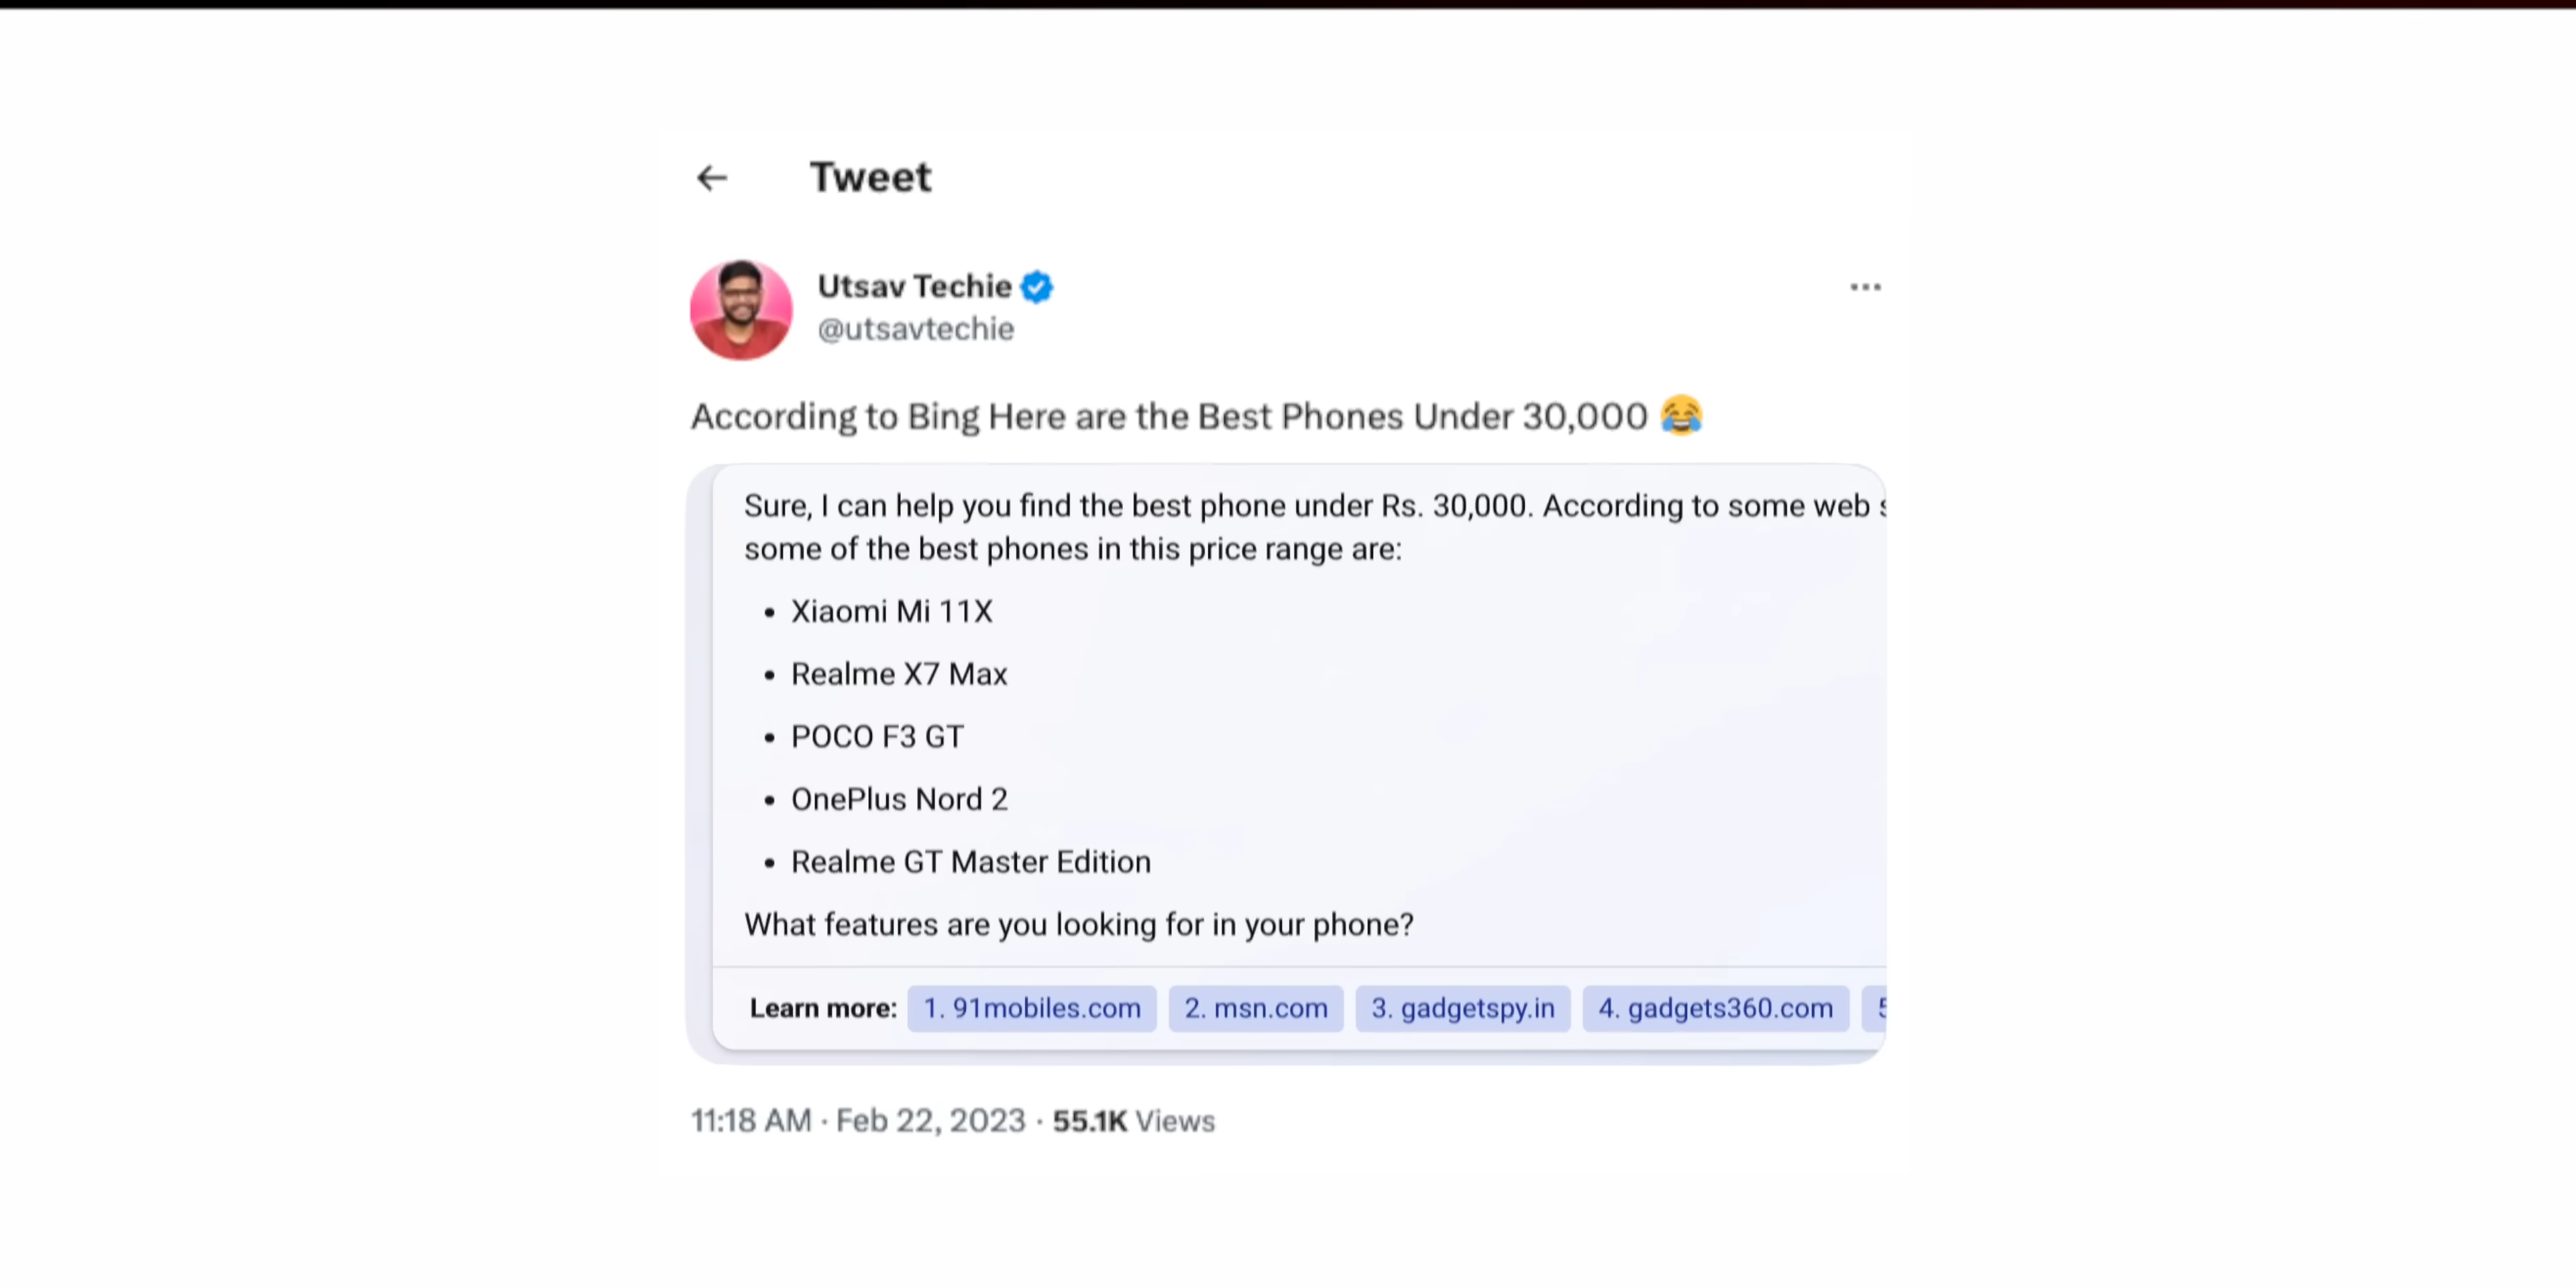 Tweet
Utsav Techie
@utsavtechie
According to Bing Here are the Best Phones Under 30,000 😂
Sure, I can help you find the best phone under Rs. 30,000. According to some web
some of the best phones in this price range are:
• Xiaomi Mi 11X
• Realme X7 Max
• POCO F3 GT
• OnePlus Nord 2
• Realme GT Master Edition
What features are you looking for in your phone?
Learn more: 1. 91mobiles.com 2. msn.com 3. gadgetspy.in 4. gadgets360.com
11:18 AM · Feb 22, 2023 · 55.1K Views